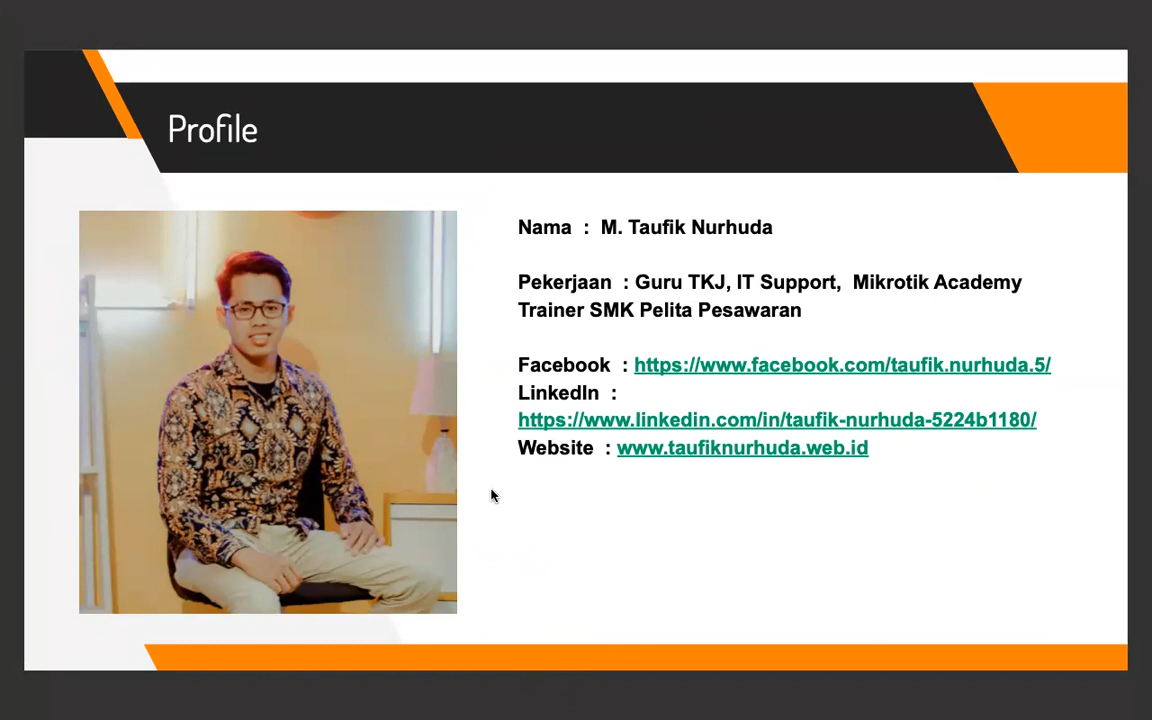 Profile
Nama : M. Taufik Nurhuda
Pekerjaan : Guru TKJ, IT Support, Mikrotik Academy
Trainer SMK Pelita Pesawaran
Facebook : https://www.facebook.com/taufik.nurhuda.5/
LinkedIn :
https://www.linkedin.com/in/taufik-nurhuda-5224b1180/
Website : www.taufiknurhuda.web.id